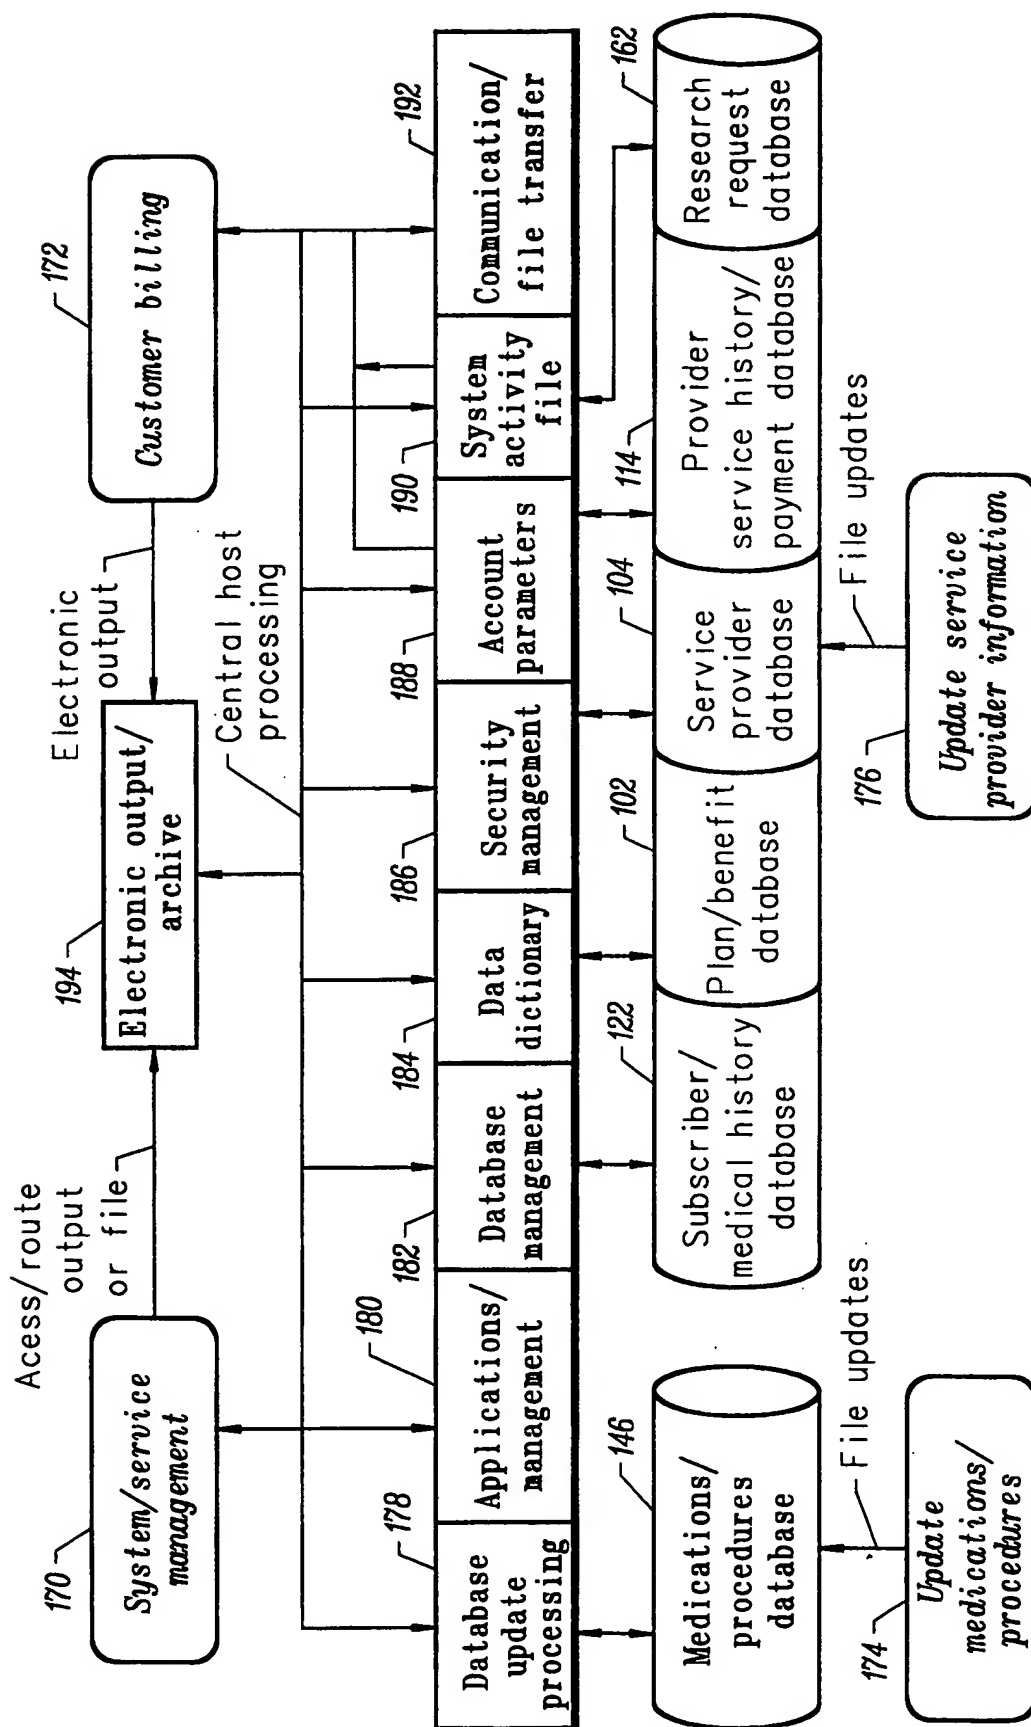 Acess/route
output
or file
Electronic
output
170
System/service
management
194
Electronic output/
archive
172
Customer billing
Central host
processing
178
Database
update
processing
180
Applications/
management
182
Database
management
184
Data
dictionary
186
Security
management
188
Account
parameters
190
System
activity
file
192
Communication/
file transfer
146
Medications/
procedures
database
122
Subscriber/
medical history
database
102
Plan/benefit
database
104
Service
provider
database
114
Provider
service history/
payment database
162
Research
request
database
File updates
File updates
174
Update
medications/
procedures
176
Update service
provider information